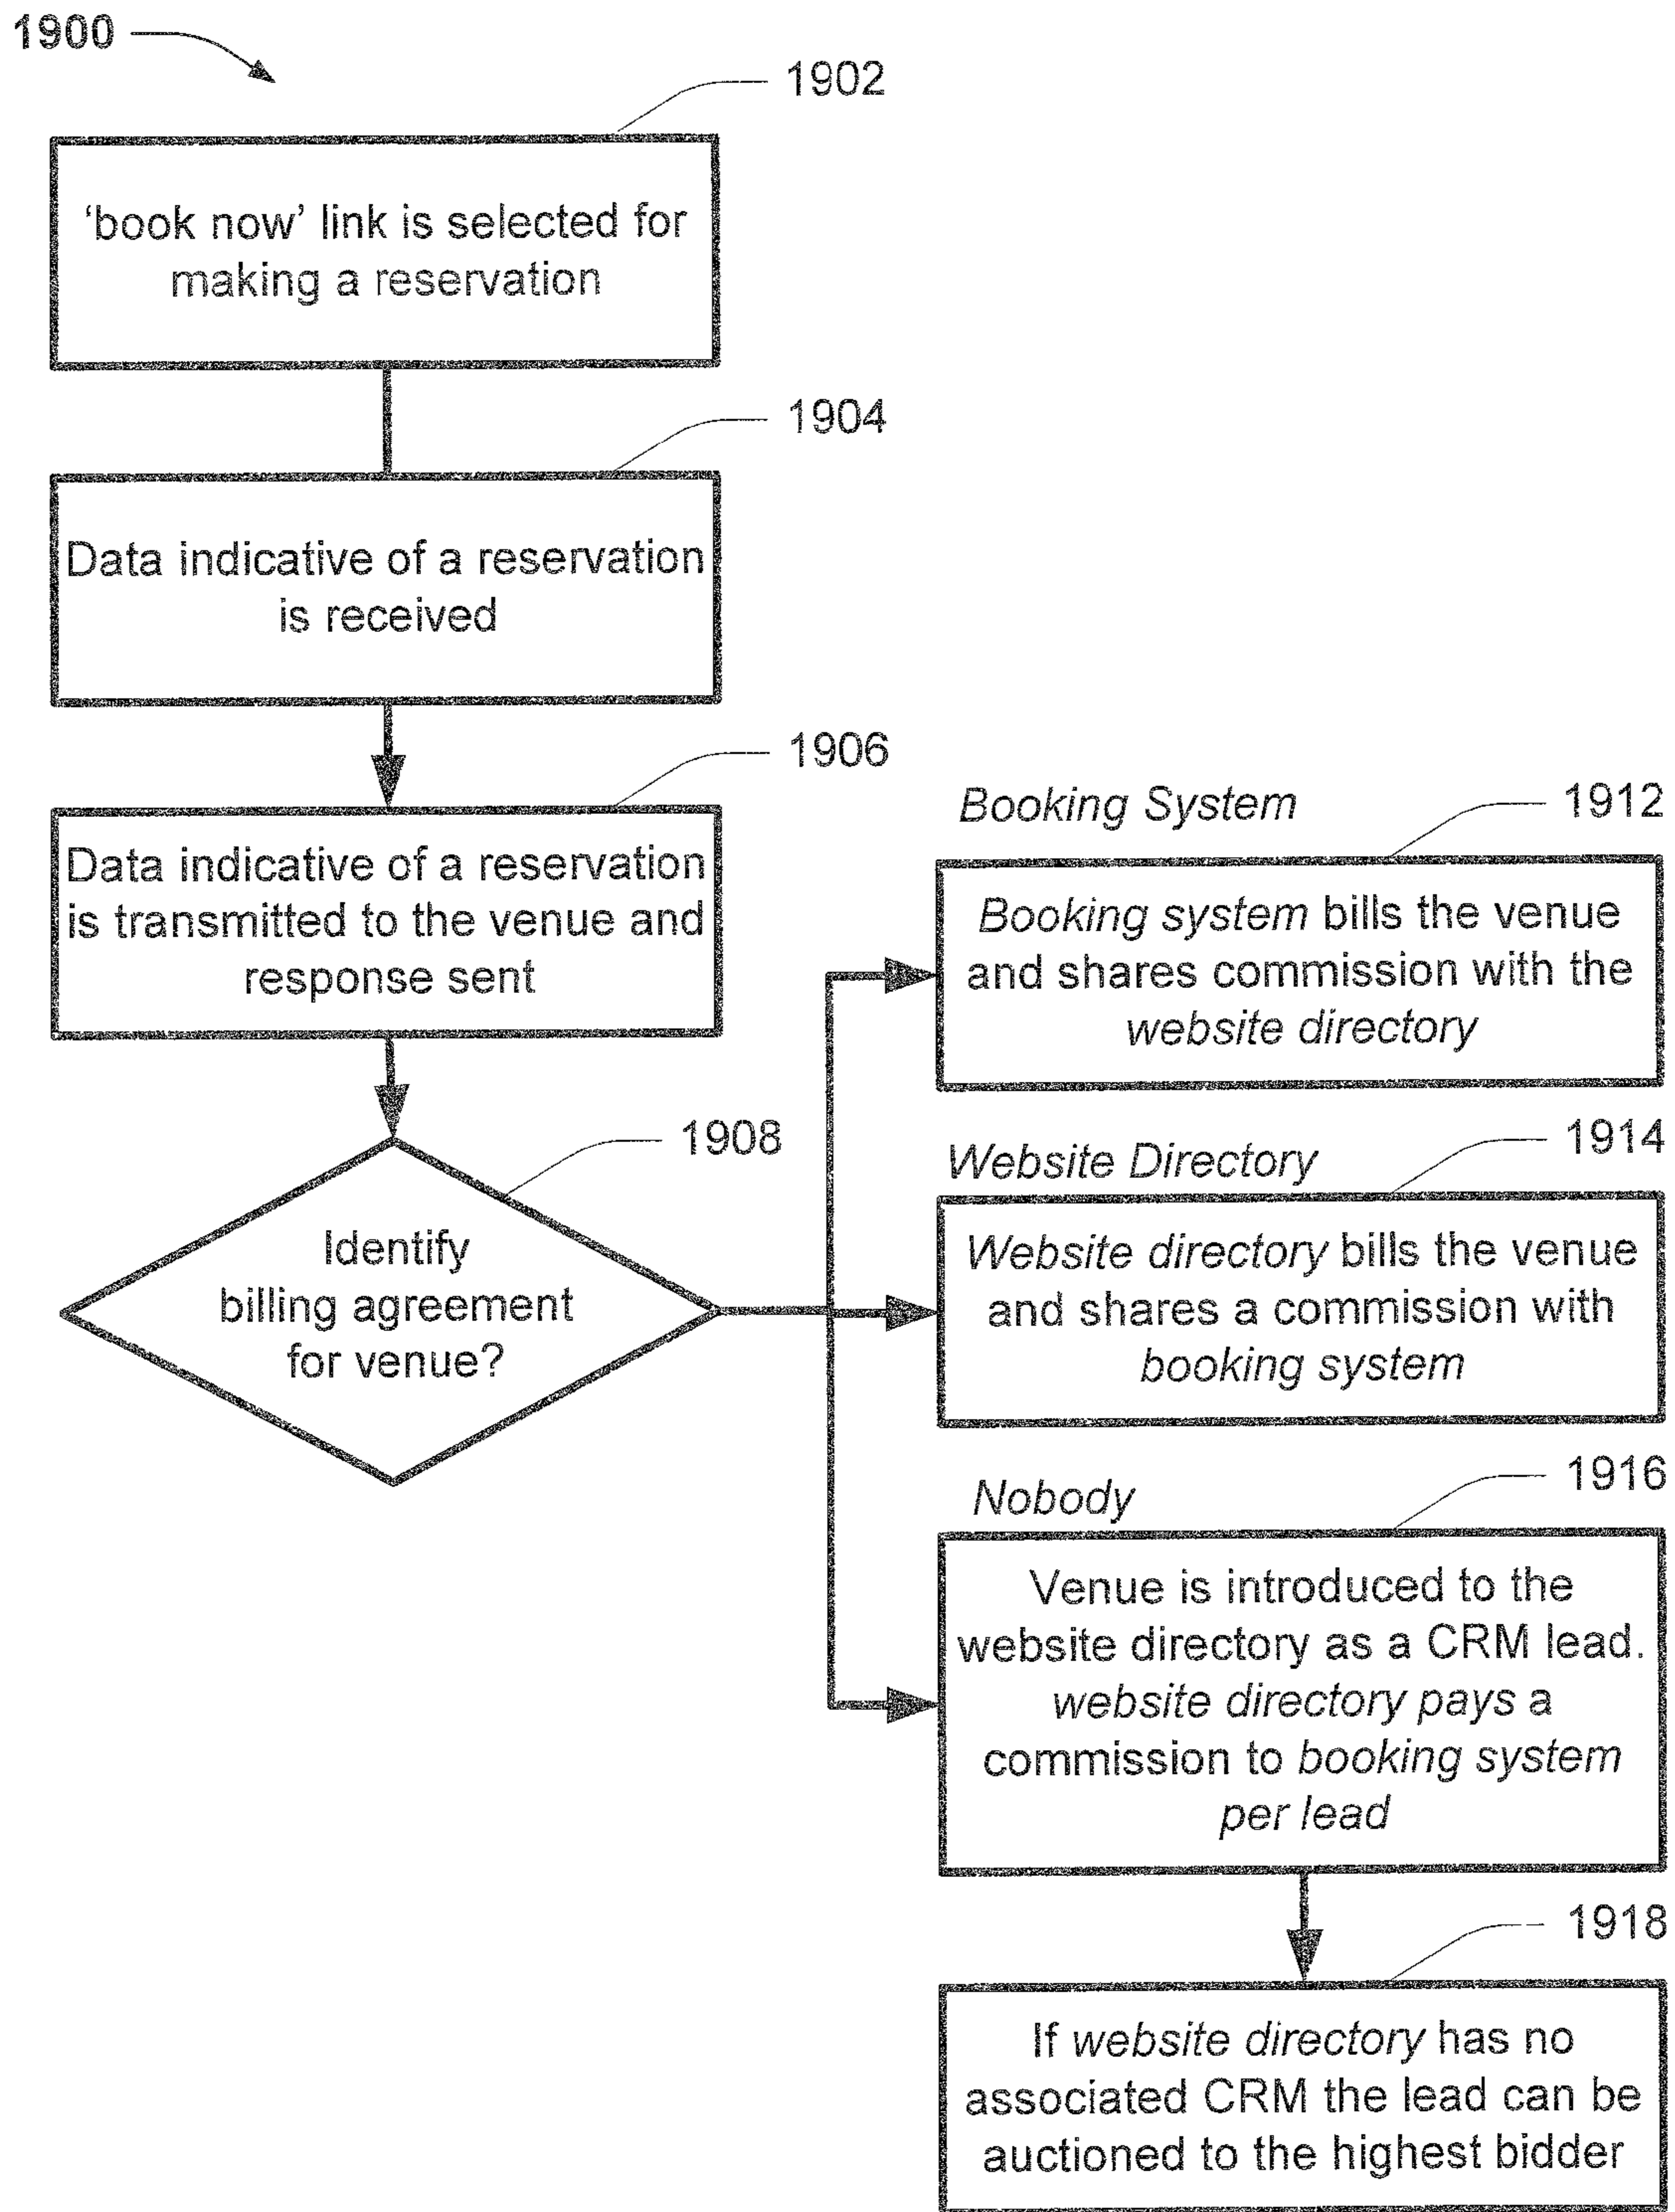 1900
1902
‘book now’ link is selected for
making a reservation
1904
Data indicative of a reservation
is received
1906
Data indicative of a reservation
is transmitted to the venue and
response sent
1908
Identify
billing agreement
for venue?
Booking System
1912
Booking system bills the venue
and shares commission with the
website directory
Website Directory
1914
Website directory bills the venue
and shares a commission with
booking system
Nobody
1916
Venue is introduced to the
website directory as a CRM lead.
website directory pays a
commission to booking system
per lead
1918
If website directory has no
associated CRM the lead can be
auctioned to the highest bidder